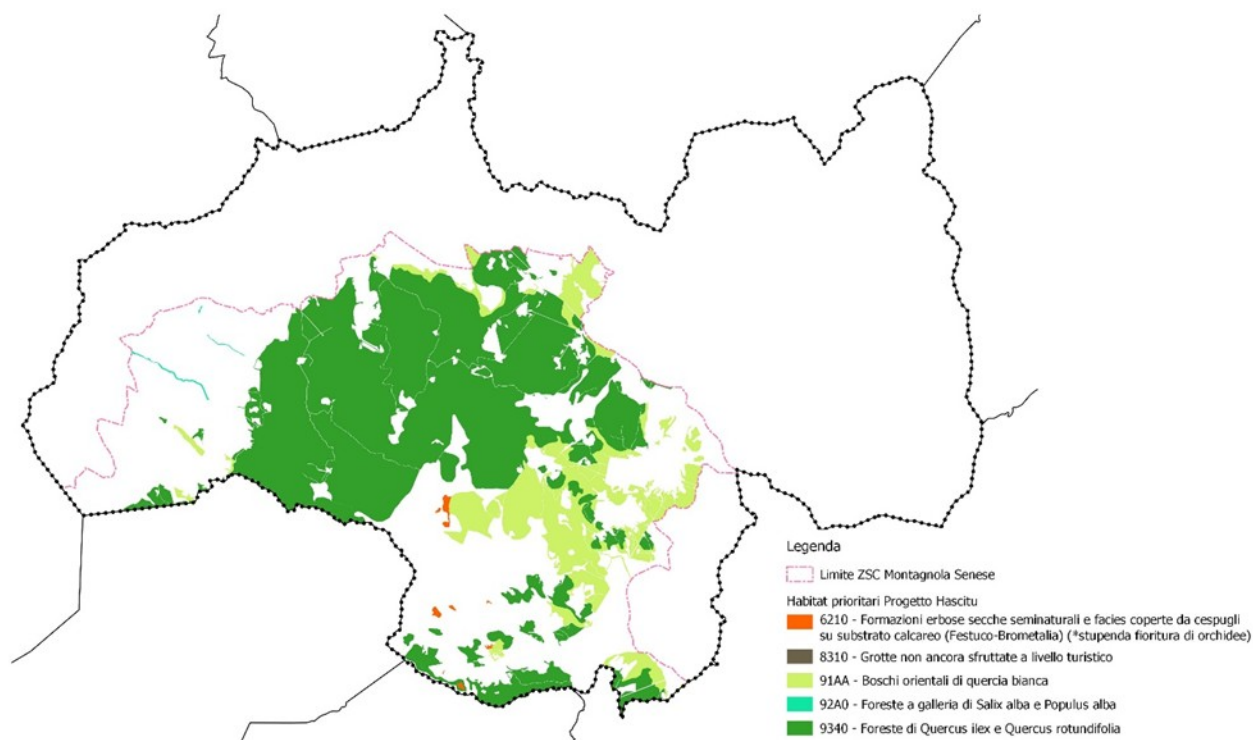 Legenda
Limite ZSC Montagnola Senese
Habitat prioritari Progetto Hascitu
6210 - Formazioni erbose secche seminaturali e facies coperte da cespugli
su substrato calcareo (Festuco-Brometalia) (*stupenda fioritura di orchidee)
8310 - Grotte non ancora sfruttate a livello turistico
91AA - Boschi orientali di quercia bianca
92A0 - Foreste a galleria di Salix alba e Populus alba
9340 - Foreste di Quercus ilex e Quercus rotundifolia